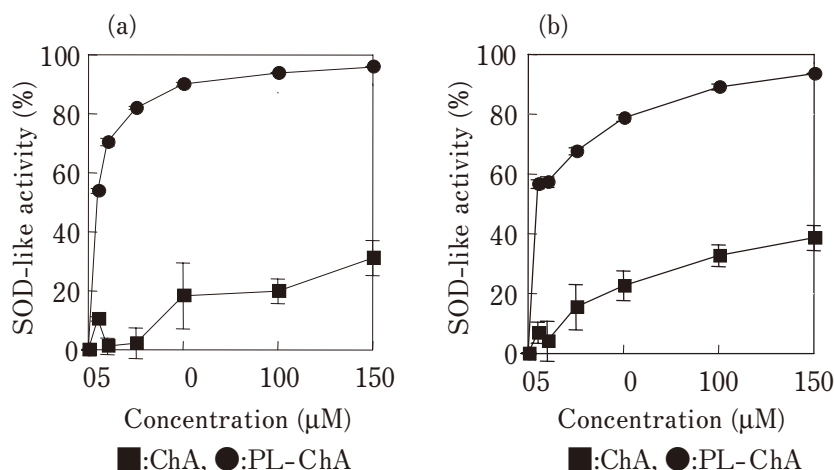 (a)
SOD-like activity (%)
100
80
60
40
20
0
05 0 100 150
Concentration (μM)
■:ChA, ●:PL-ChA
(b)
SOD-like activity (%)
100
80
60
40
20
0
05 0 100 150
Concentration (μM)
■:ChA, ●:PL-ChA